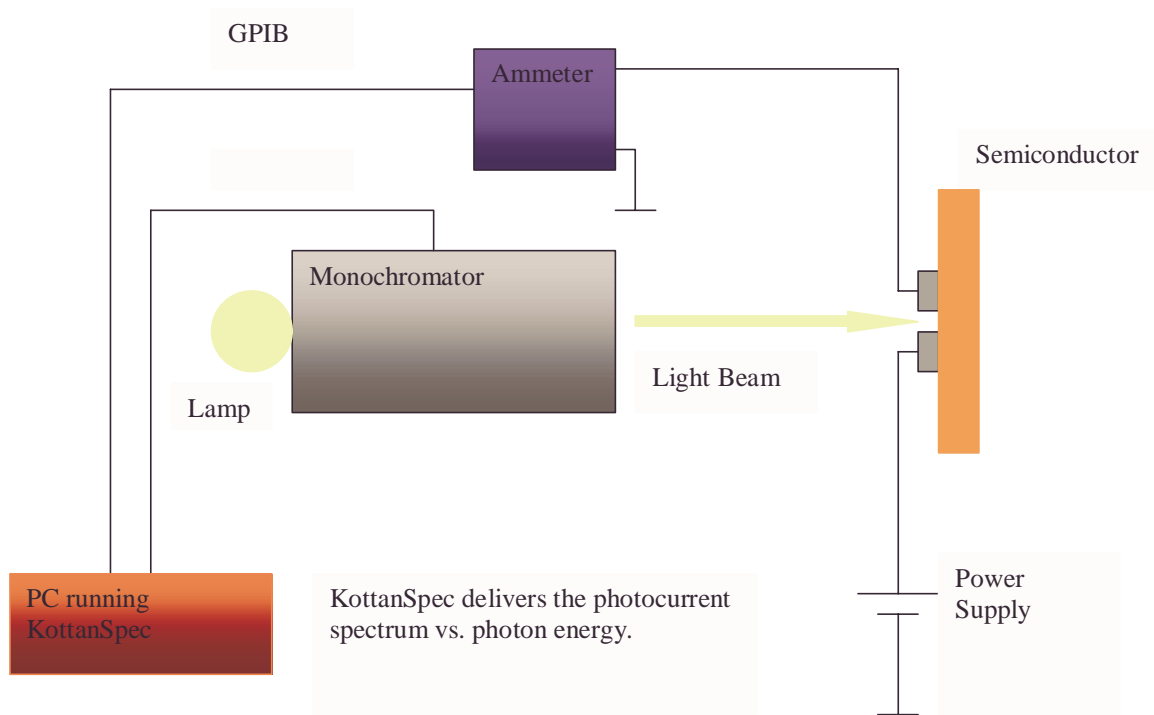 GPIB
Ammeter
Semiconductor
Monochromator
Light Beam
Lamp
PC running
KottanSpec
KottanSpec delivers the photocurrent
spectrum vs. photon energy.
Power
Supply